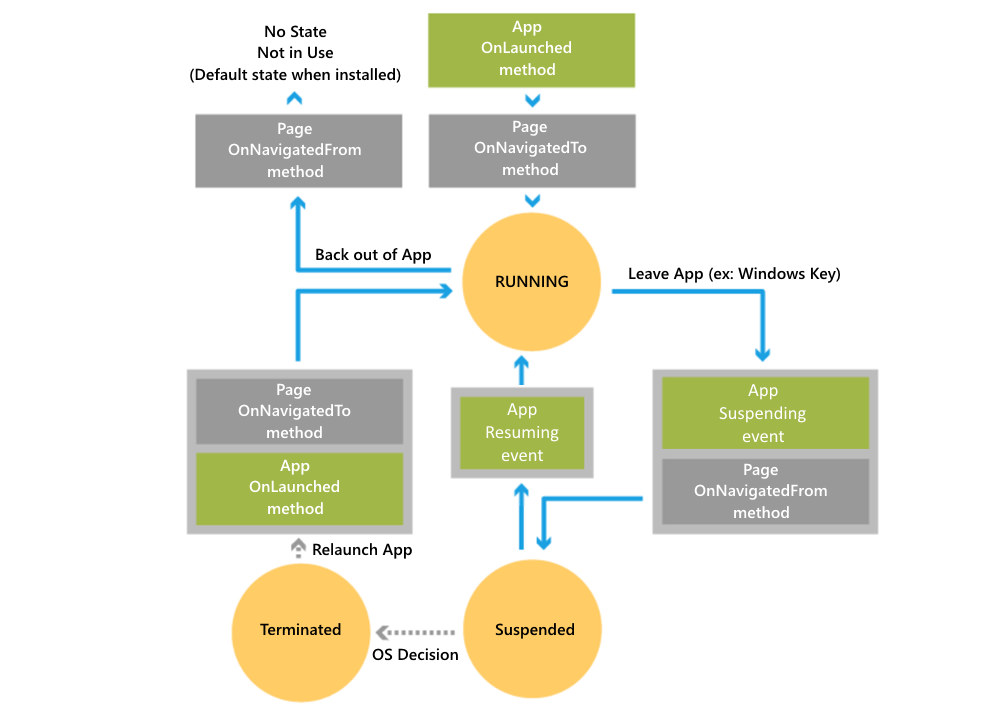 No State
Not in Use
(Default state when installed)
App
OnLaunched
method
Page
OnNavigatedFrom
method
Page
OnNavigatedTo
method
Back out of App
RUNNING
Leave App (ex: Windows Key)
Page
OnNavigatedTo
method
App
OnLaunched
method
App
Resuming
event
App
Suspending
event
Page
OnNavigatedFrom
method
Relaunch App
Terminated
OS Decision
Suspended